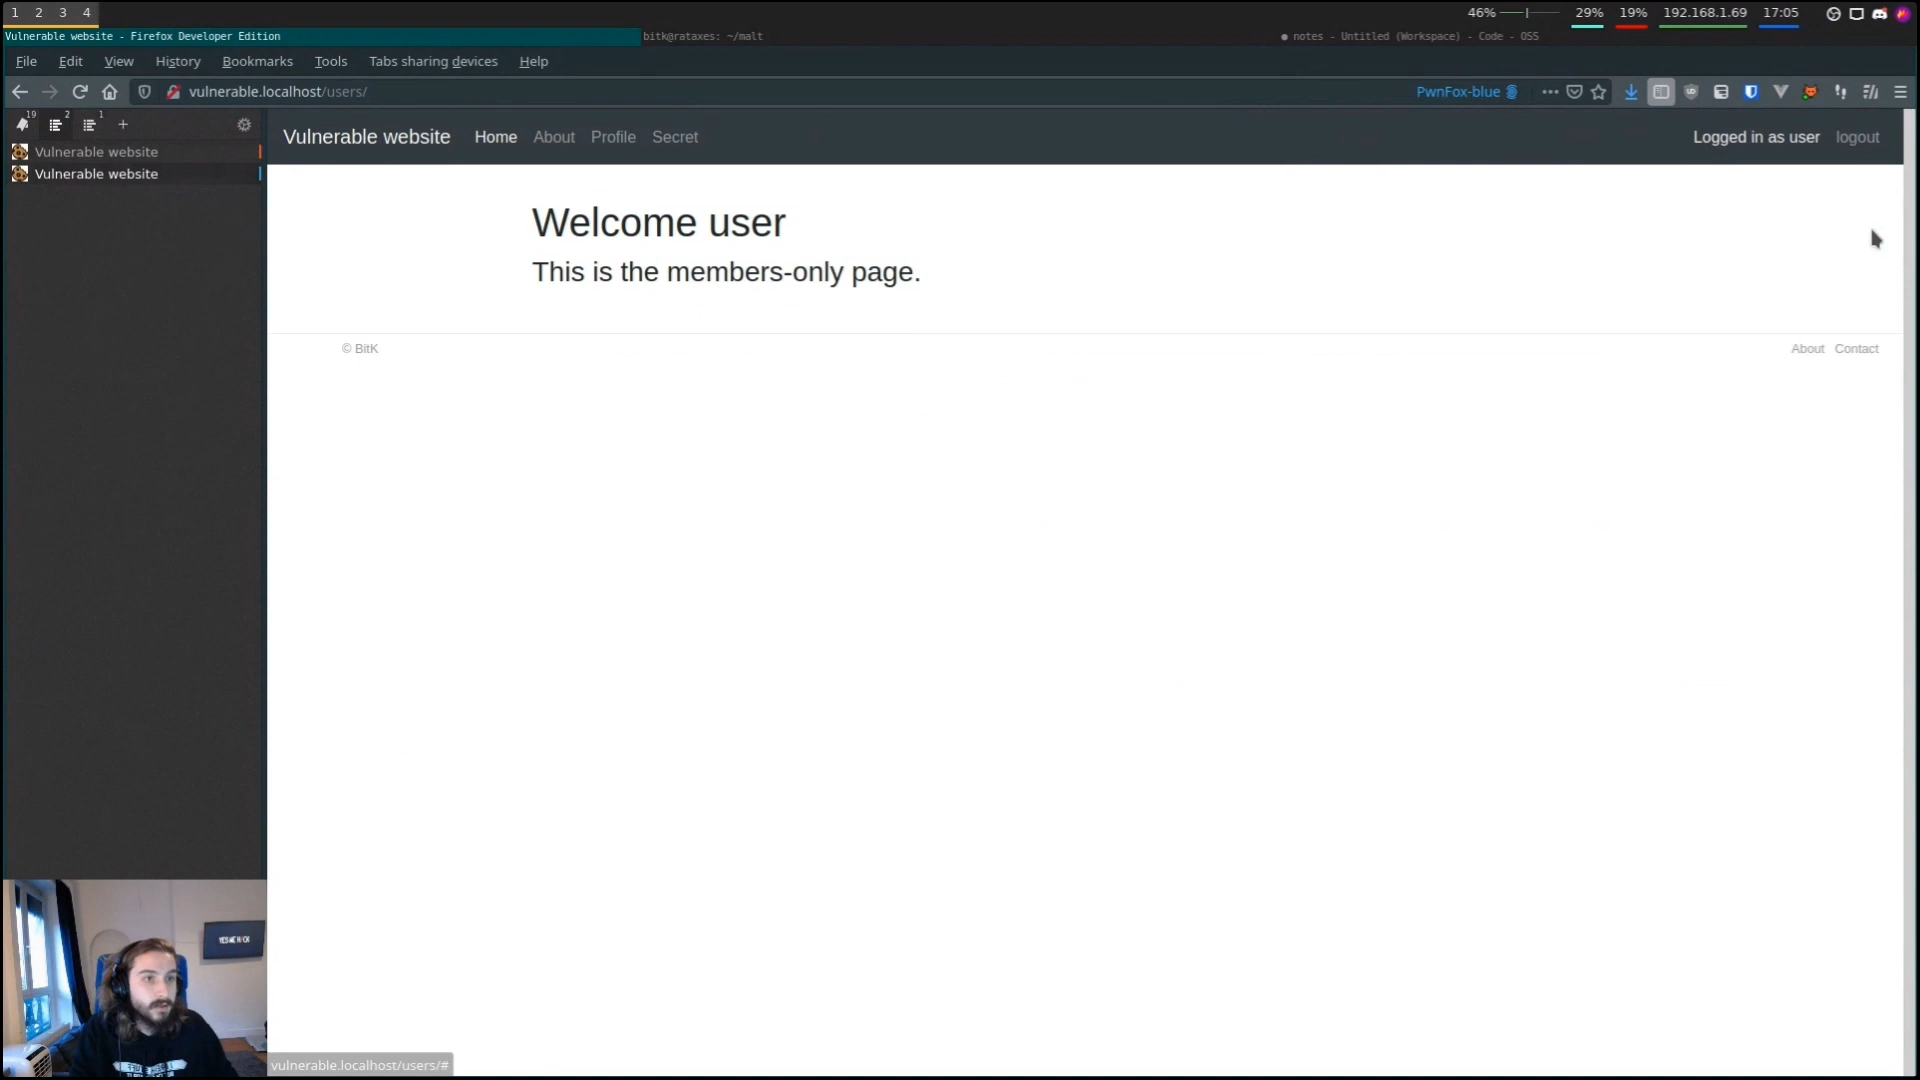 1 2 3 4
46% 29% 19% 192.168.1.69 17:05
Vulnerable website - Firefox Developer Edition
bitk@rataxes: ~/malt
● notes - Untitled (Workspace) - Code - OSS
File Edit View History Bookmarks Tools Tabs sharing devices Help
vulnerable.localhost/users/
PwnFox-blue
19 2 1
Vulnerable website
Vulnerable website
Vulnerable website Home About Profile Secret
Logged in as user logout
Welcome user
This is the members-only page.
© BitK
About Contact
vulnerable.localhost/users/#